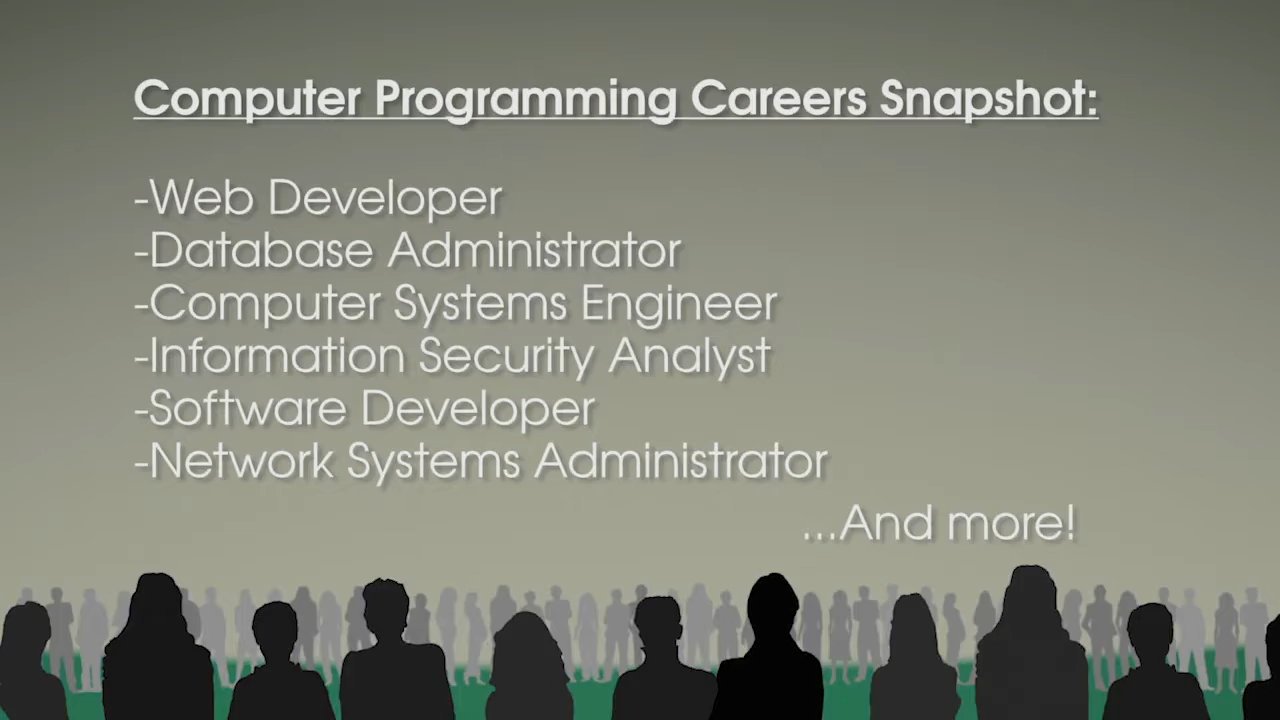 Computer Programming Careers Snapshot:
-Web Developer
-Database Administrator
-Computer Systems Engineer
-Information Security Analyst
-Software Developer
-Network Systems Administrator
...And more!